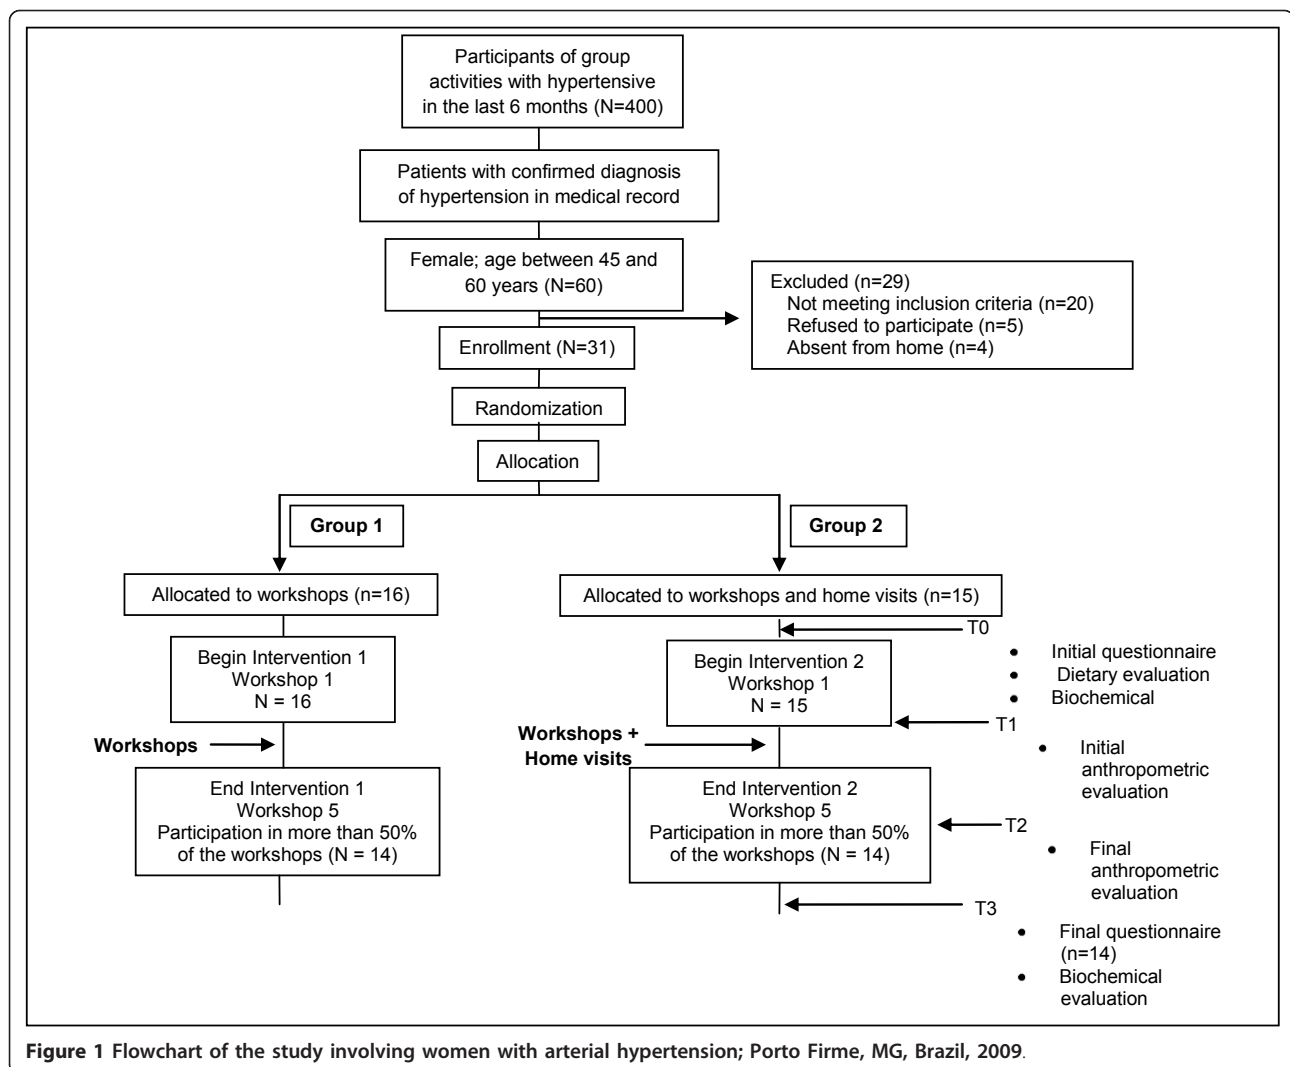 Participants of group
activities with hypertensive
in the last 6 months (N=400)
Patients with confirmed diagnosis
of hypertension in medical record
Female; age between 45 and
60 years (N=60)
Excluded (n=29)
Not meeting inclusion criteria (n=20)
Refused to participate (n=5)
Absent from home (n=4)
Enrollment (N=31)
Randomization
Allocation
Group 1
Group 2
Allocated to workshops (n=16)
Allocated to workshops and home visits (n=15)
T0
Begin Intervention 1
Workshop 1
N = 16
Begin Intervention 2
Workshop 1
N = 15
• Initial questionnaire
• Dietary evaluation
• Biochemical
T1
Workshops
Workshops +
Home visits
• Initial
anthropometric
evaluation
End Intervention 1
Workshop 5
Participation in more than 50%
of the workshops (N = 14)
End Intervention 2
Workshop 5
Participation in more than 50%
of the workshops (N = 14)
T2
• Final
anthropometric
evaluation
T3
• Final questionnaire
(n=14)
• Biochemical
evaluation
Figure 1 Flowchart of the study involving women with arterial hypertension; Porto Firme, MG, Brazil, 2009.